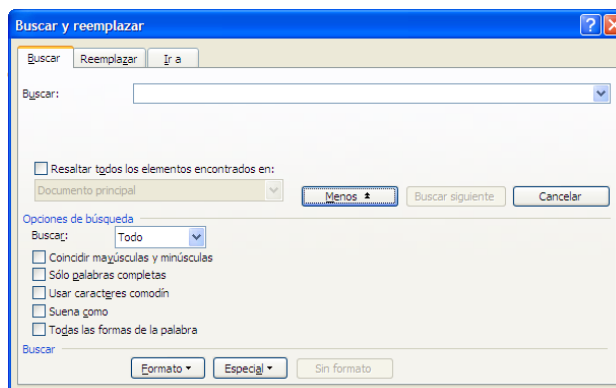 Buscar y reemplazar
Buscar Reemplazar Ir a
Buscar:
Resaltar todos los elementos encontrados en:
Documento principal Menos Buscar siguiente Cancelar
Opciones de búsqueda
Buscar: Todo
Coincidir mayúsculas y minúsculas
Sólo palabras completas
Usar caracteres comodín
Suena como
Todas las formas de la palabra
Buscar
Formato Especial Sin formato